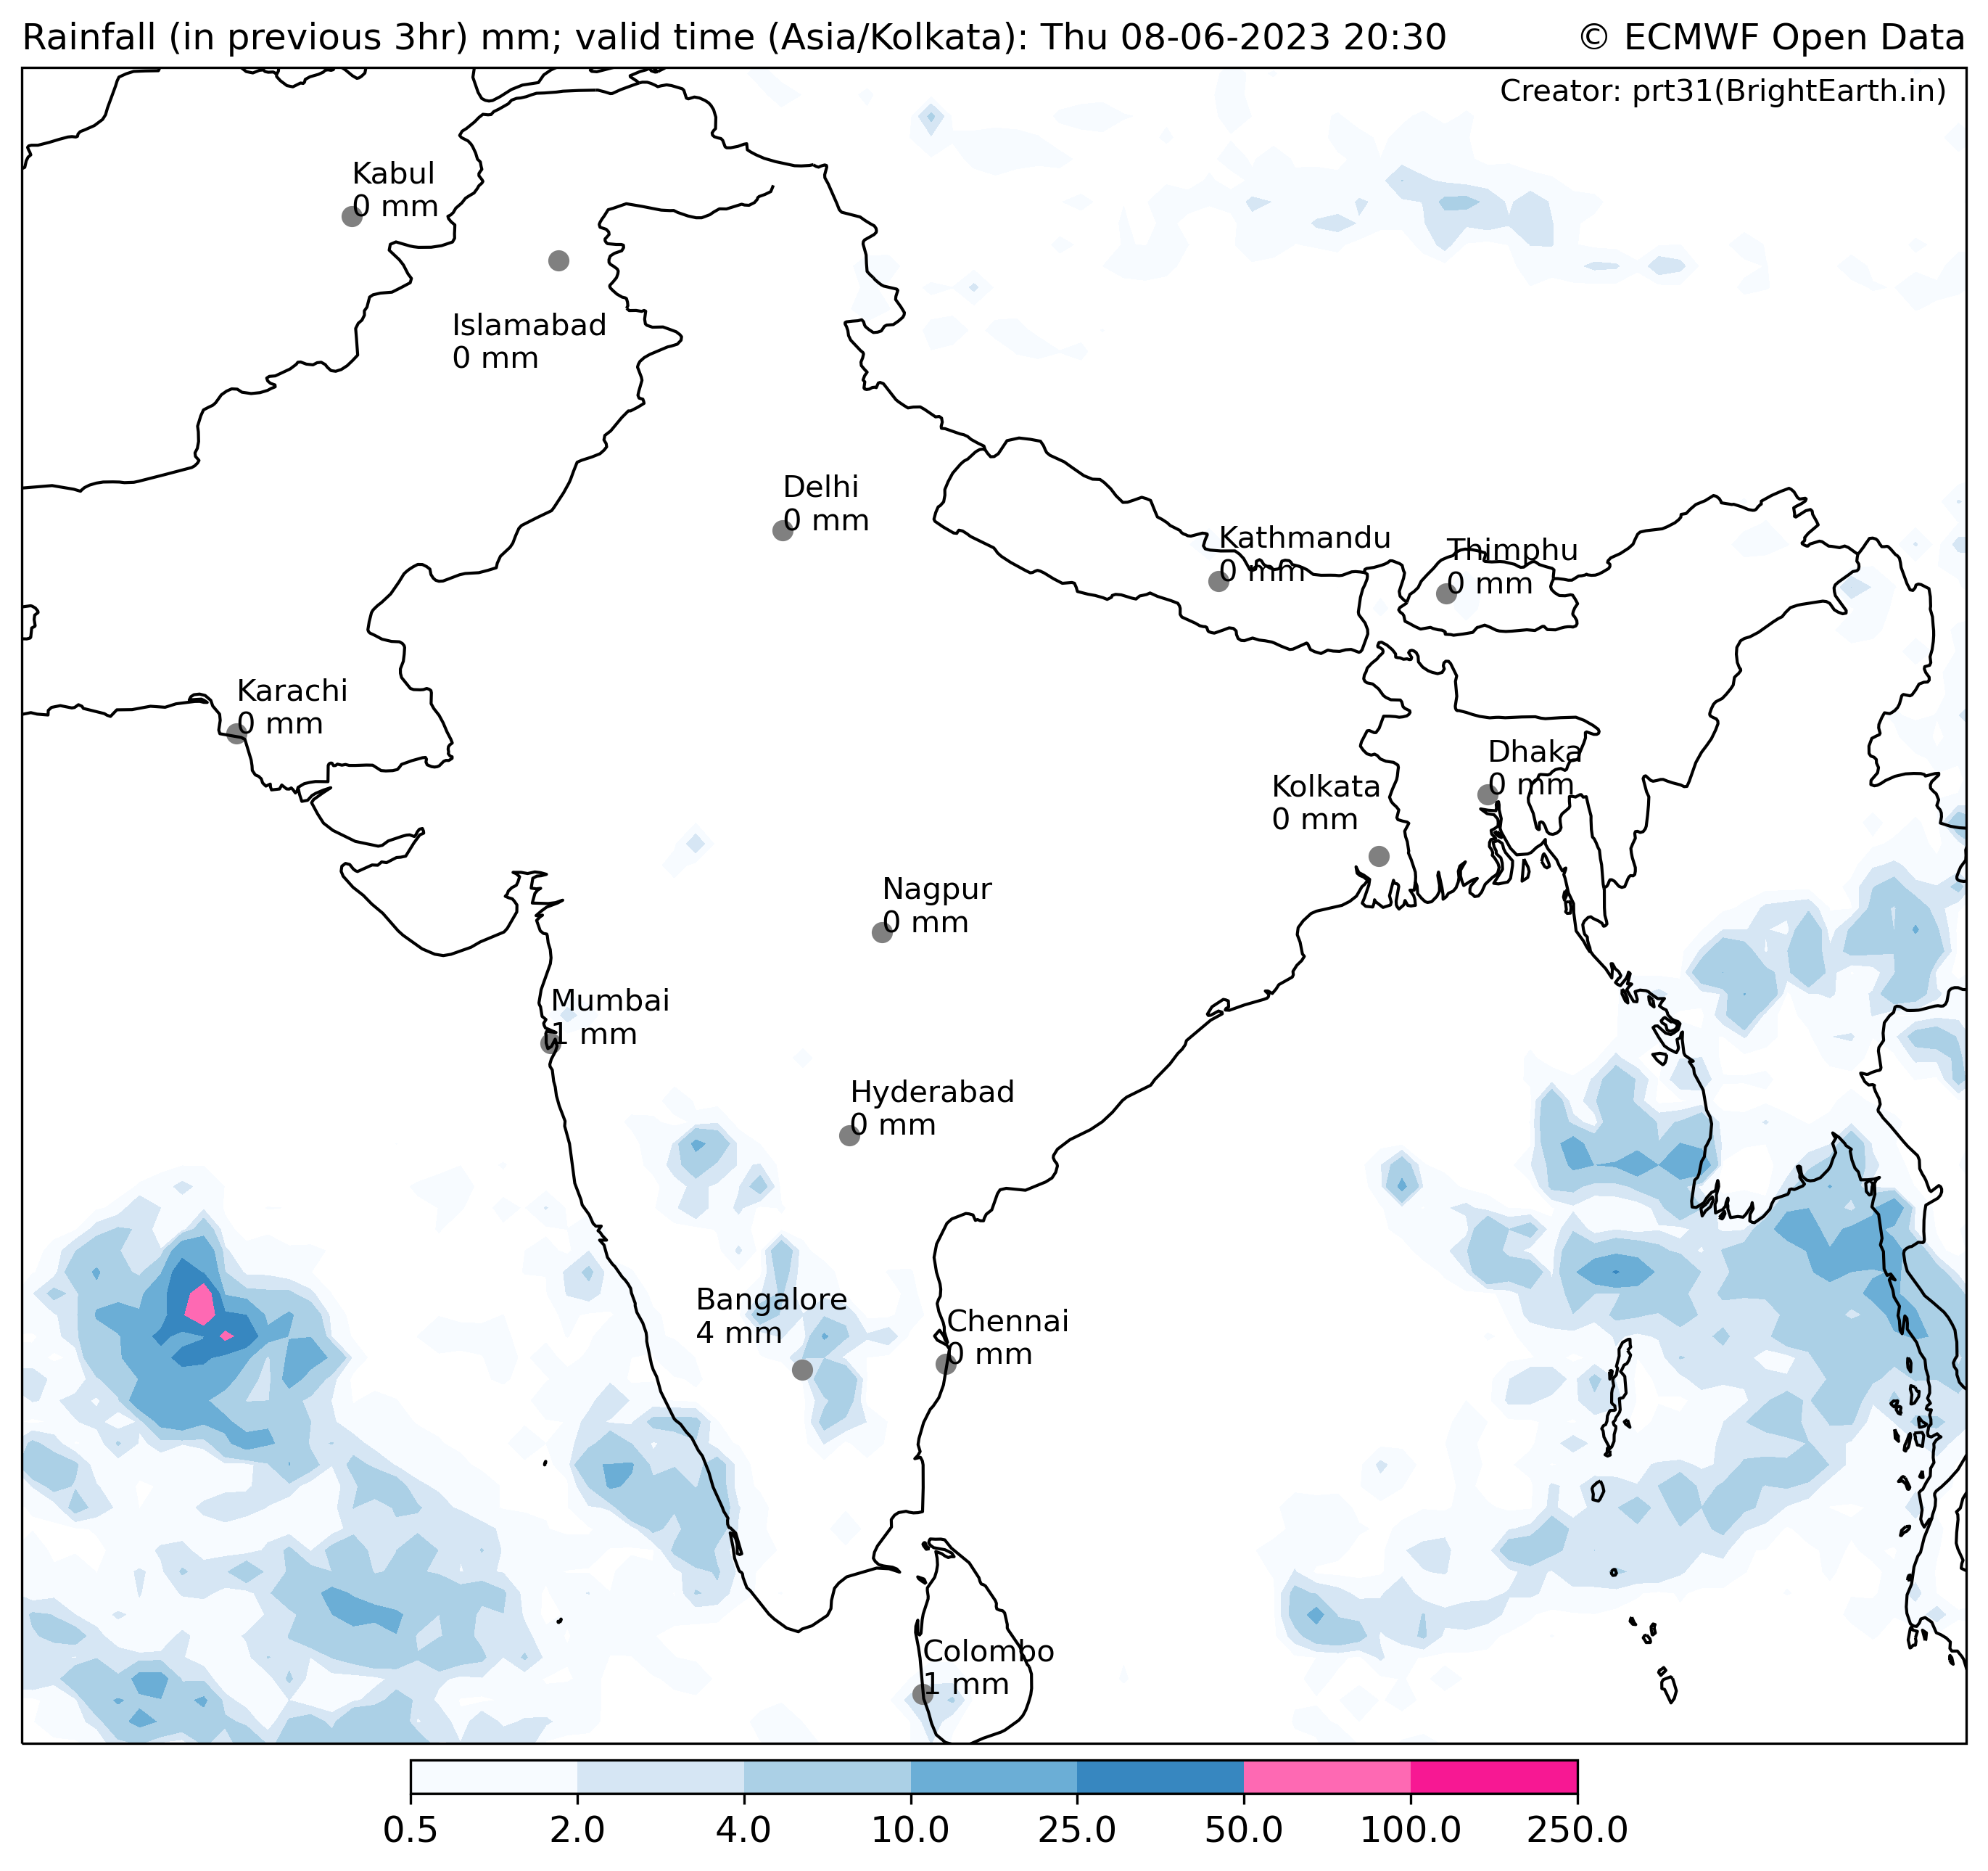 Rainfall (in previous 3hr) mm; valid time (Asia/Kolkata): Thu 08-06-2023 20:30
© ECMWF Open Data
Creator: prt31(BrightEarth.in)
Kabul
0 mm
Islamabad
0 mm
Delhi
0 mm
Kathmandu
0 mm
Thimphu
0 mm
Karachi
0 mm
Dhaka
0 mm
Kolkata
0 mm
Nagpur
0 mm
Mumbai
1 mm
Hyderabad
0 mm
Bangalore
4 mm
Chennai
0 mm
Colombo
1 mm
0.5 2.0 4.0 10.0 25.0 50.0 100.0 250.0